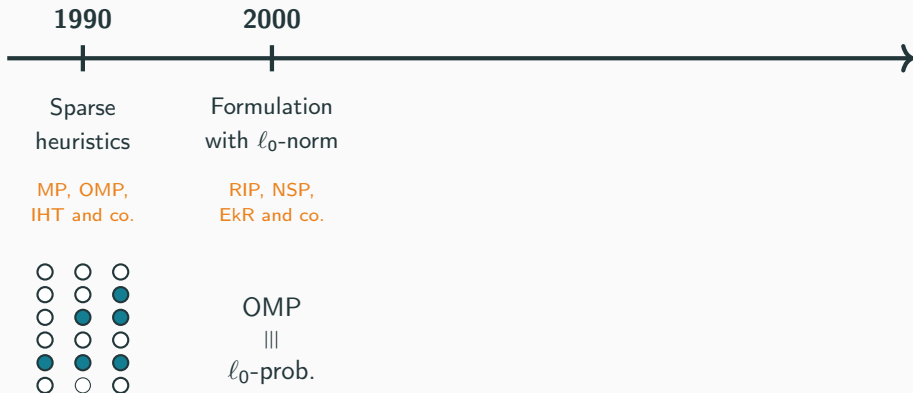 1990
2000
Sparse
heuristics
Formulation
with ℓ₀-norm
MP, OMP,
IHT and co.
RIP, NSP,
EkR and co.
OMP
≡
ℓ₀-prob.